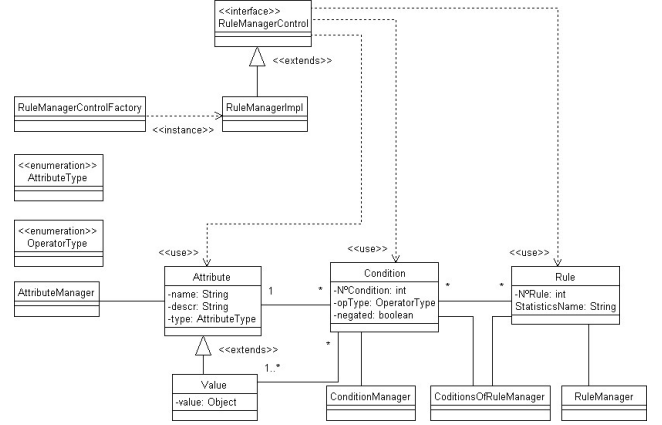 <<interface>>
RuleManagerControl
<<extends>>
RuleManagerControlFactory
RuleManagerImpl
<<instance>>
<<enumeration>>
AttributeType
<<enumeration>>
OperatorType
<<use>>
<<use>>
<<use>>
AttributeManager
Attribute
-name: String
-descr: String
-type: AttributeType
1
*
Condition
-NºCondition: int
-opType: OperatorType
-negated: boolean
*
*
Rule
-NºRule: int
StatisticsName: String
<<extends>>
*
1..*
Value
-value: Object
ConditionManager
CoditionsOfRuleManager
RuleManager